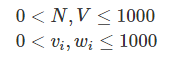 0 < N, V ≤ 1000
0 < vᵢ, wᵢ ≤ 1000